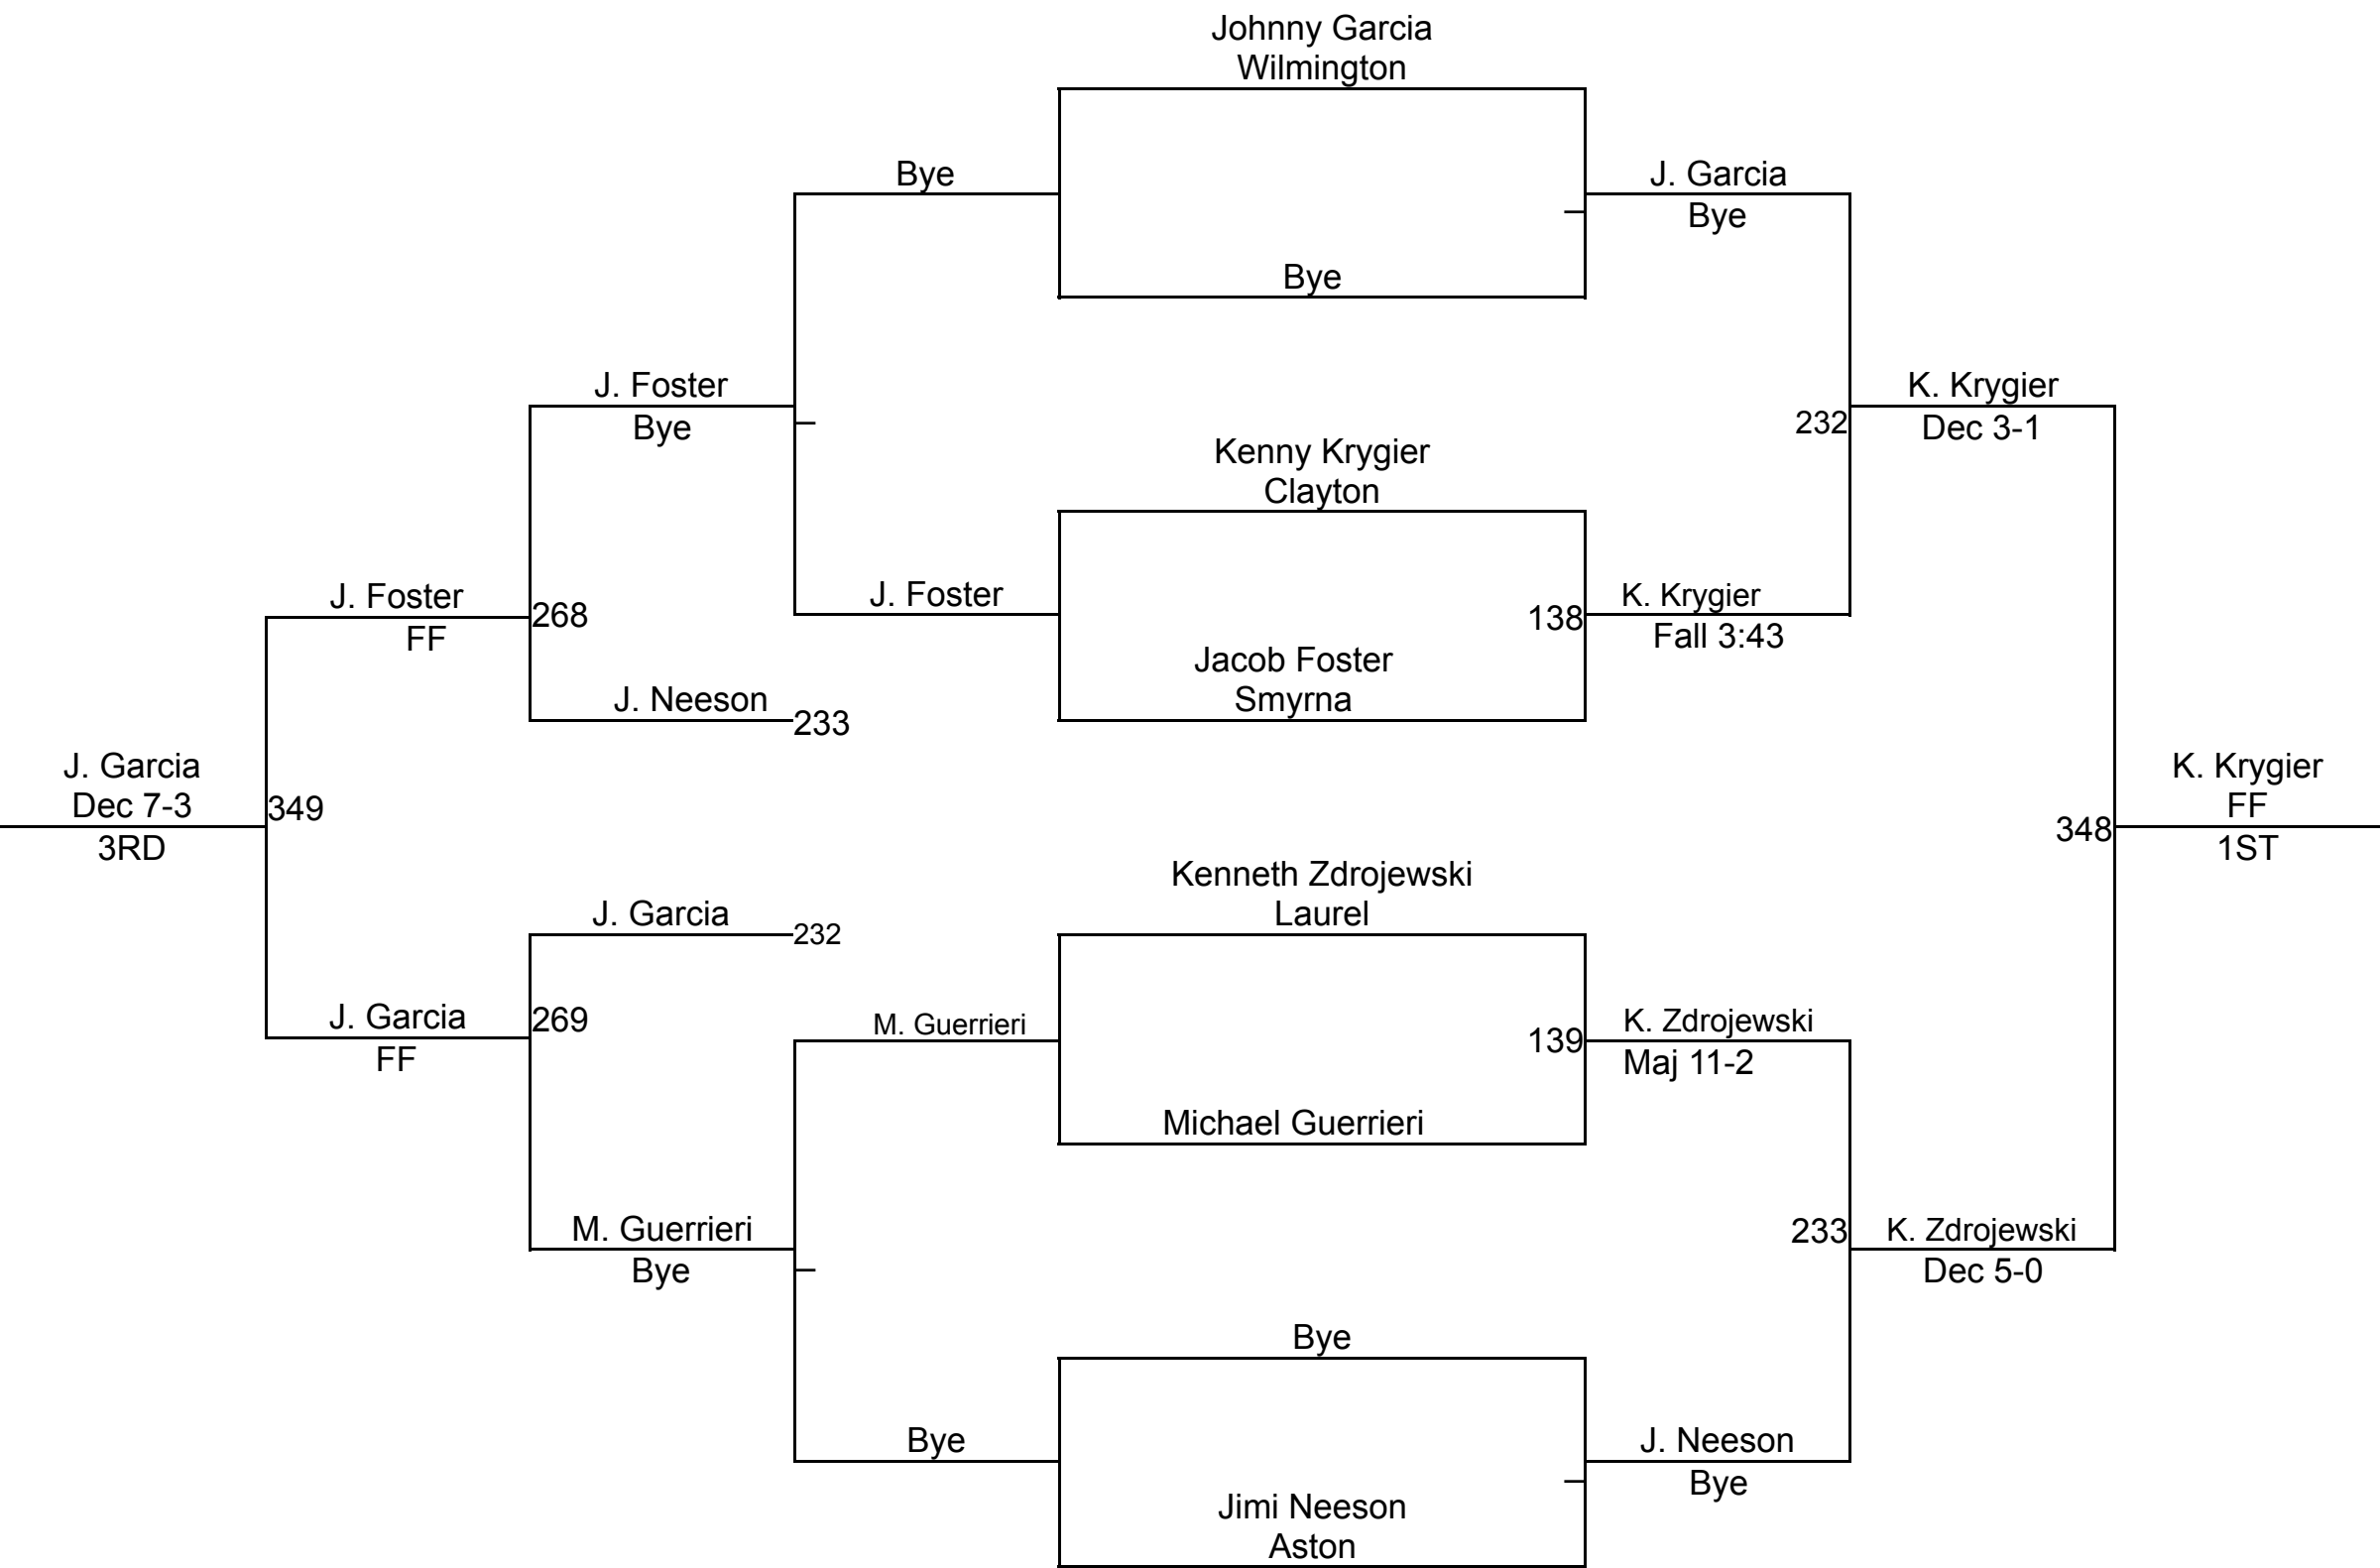 Johnny Garcia
Wilmington
Bye
J. Garcia
Bye
Bye
J. Foster
Bye
K. Krygier
Dec 3-1
232
Kenny Krygier
Clayton
J. Foster
FF
268
J. Foster
138
K. Krygier
Fall 3:43
Jacob Foster
Smyrna
J. Neeson
233
J. Garcia
Dec 7-3
3RD
349
K. Krygier
FF
1ST
348
Kenneth Zdrojewski
Laurel
J. Garcia
232
J. Garcia
FF
269
M. Guerrieri
139
K. Zdrojewski
Maj 11-2
Michael Guerrieri
M. Guerrieri
Bye
233
K. Zdrojewski
Dec 5-0
Bye
Bye
J. Neeson
Bye
Jimi Neeson
Aston